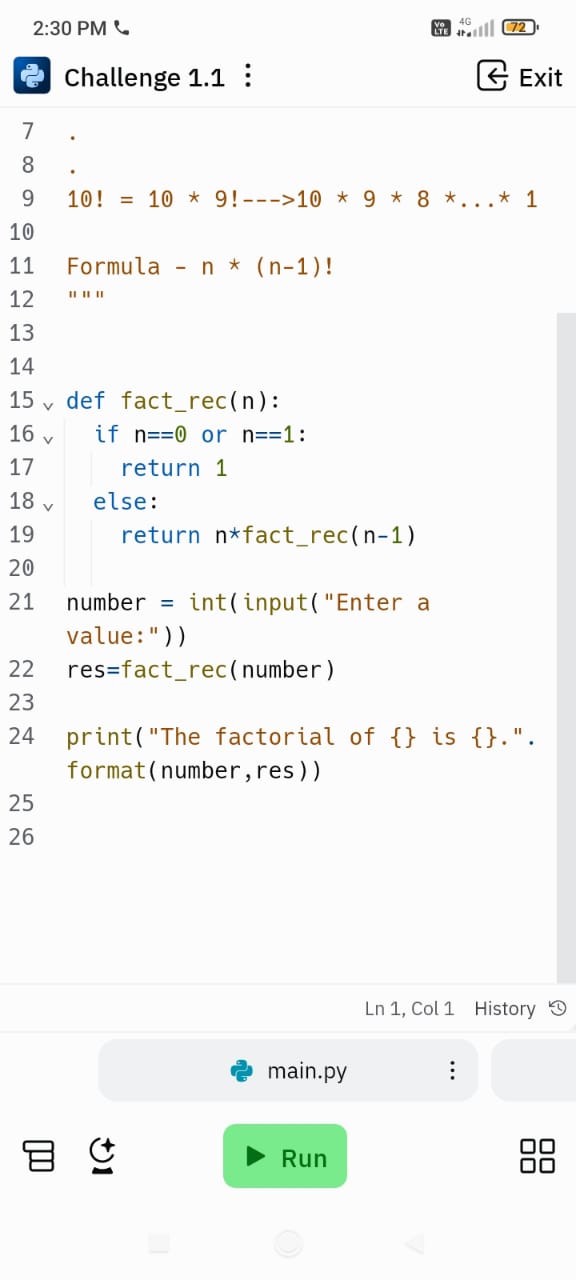 2:30 PM
Vo LTE 4G 72
Challenge 1.1
Exit
7 .
8 .
9 10! = 10 * 9!--->10 * 9 * 8 *...* 1
10
11 Formula - n * (n-1)!
12 """
13
14
15 def fact_rec(n):
16 if n==0 or n==1:
17 return 1
18 else:
19 return n*fact_rec(n-1)
20
21 number = int(input("Enter a
value:"))
22 res=fact_rec(number)
23
24 print("The factorial of {} is {}.".
format(number,res))
25
26
Ln 1, Col 1 History
main.py
Run